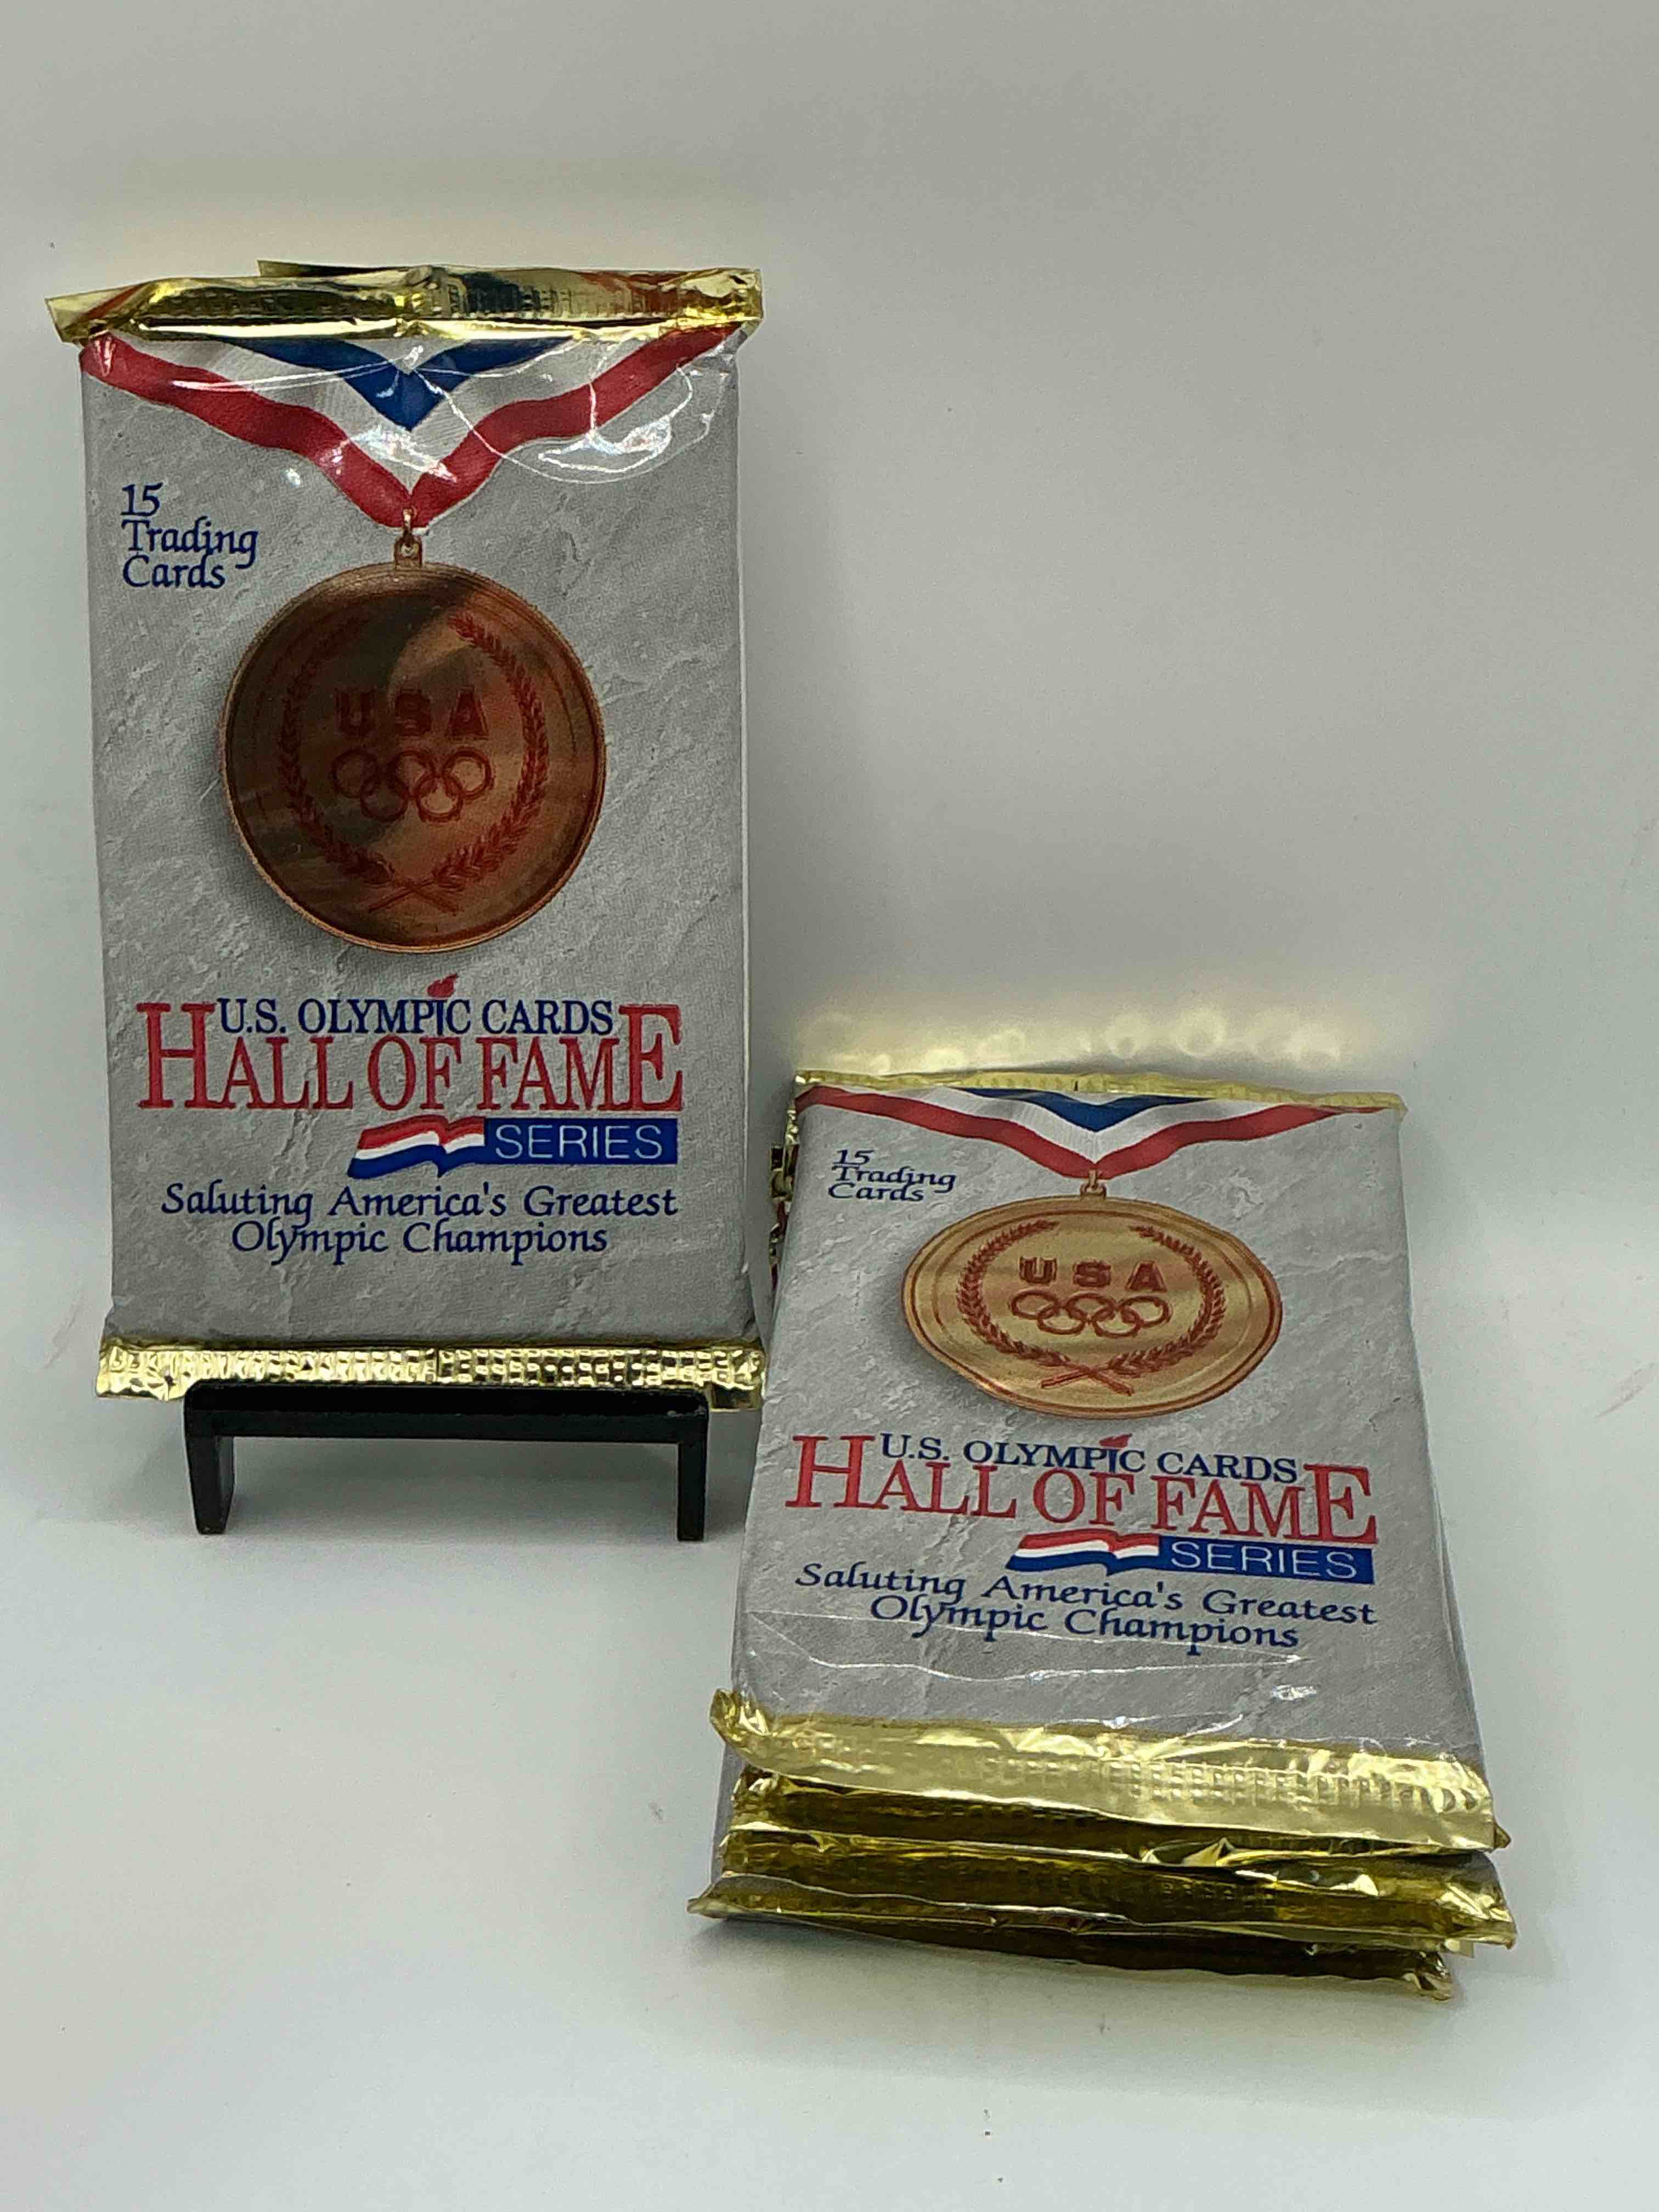 15
Trading
Cards
USA
U.S. OLYMPIC CARDS
HALL OF FAME
SERIES
Saluting America's Greatest
Olympic Champions
15
Trading
Cards
USA
U.S. OLYMPIC CARDS
HALL OF FAME
SERIES
Saluting America's Greatest
Olympic Champions